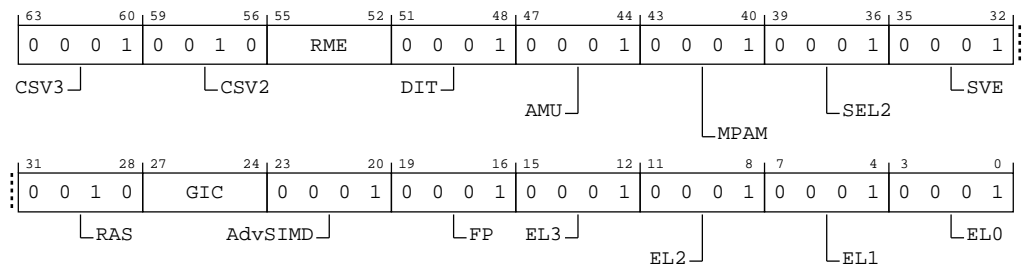 63 60 59 56 55 52 51 48 47 44 43 40 39 36 35 32
0 0 0 1 0 0 1 0 RME 0 0 0 1 0 0 0 1 0 0 0 1 0 0 0 1 0 0 0 1
CSV3 CSV2 DIT SVE
AMU SEL2
MPAM
31 28 27 24 23 20 19 16 15 12 11 8 7 4 3 0
0 0 1 0 GIC 0 0 0 1 0 0 0 1 0 0 0 1 0 0 0 1 0 0 0 1 0 0 0 1
RAS AdvSIMD FP EL3 EL0
EL2 EL1